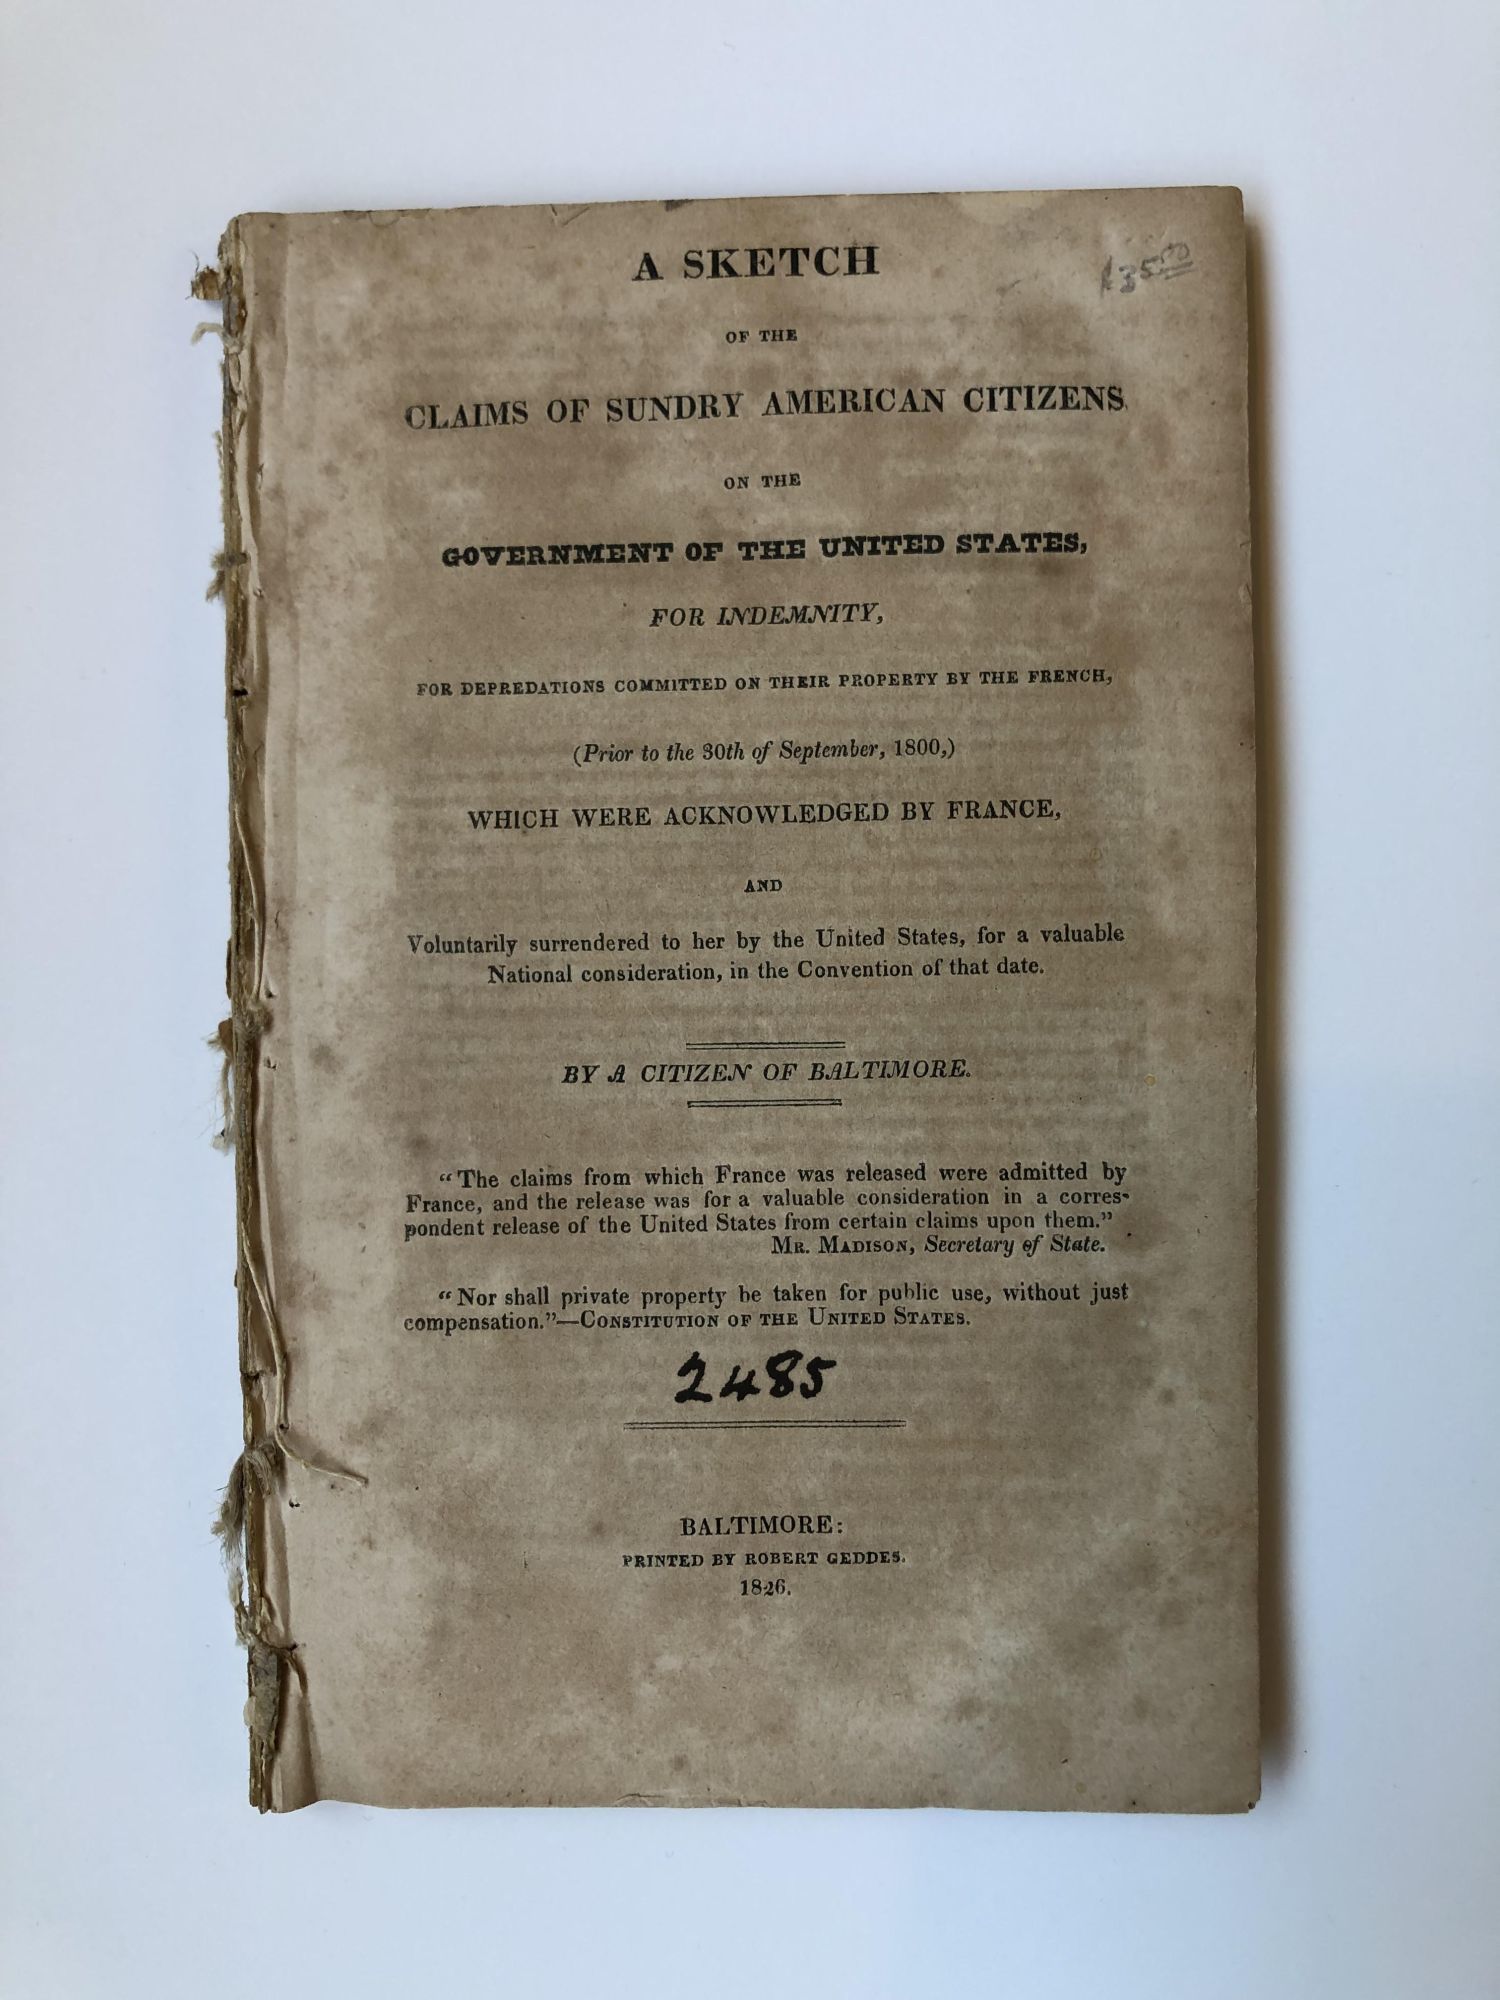 $35.50
A SKETCH
OF THE
CLAIMS OF SUNDRY AMERICAN CITIZENS
ON THE
GOVERNMENT OF THE UNITED STATES,
FOR INDEMNITY,
FOR DEPREDATIONS COMMITTED ON THEIR PROPERTY BY THE FRENCH,
(Prior to the 30th of September, 1800,)
WHICH WERE ACKNOWLEDGED BY FRANCE,
AND
Voluntarily surrendered to her by the United States, for a valuable
National consideration, in the Convention of that date.
BY A CITIZEN OF BALTIMORE.
"The claims from which France was released were admitted by
France, and the release was for a valuable consideration in a corres-
pondent release of the United States from certain claims upon them."
MR. MADISON, Secretary of State.
"Nor shall private property be taken for public use, without just
compensation."—CONSTITUTION OF THE UNITED STATES.
2485
BALTIMORE:
PRINTED BY ROBERT GEDDES.
1826.